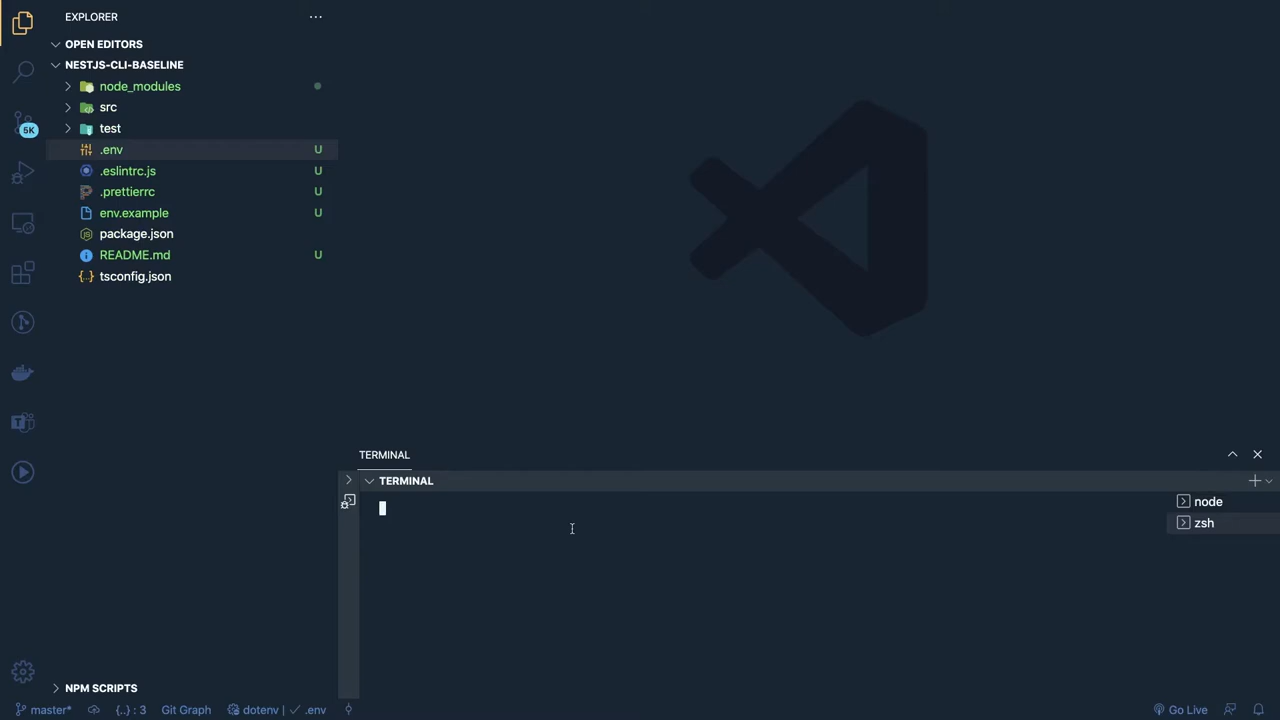 EXPLORER
OPEN EDITORS
NESTJS-CLI-BASELINE
node_modules
src
test
.env U
.eslintrc.js U
.prettierrc U
env.example U
package.json
README.md U
tsconfig.json
5K
TERMINAL
TERMINAL
node
zsh
NPM SCRIPTS
master* {..} : 3 Git Graph dotenv | ✓ .env Go Live